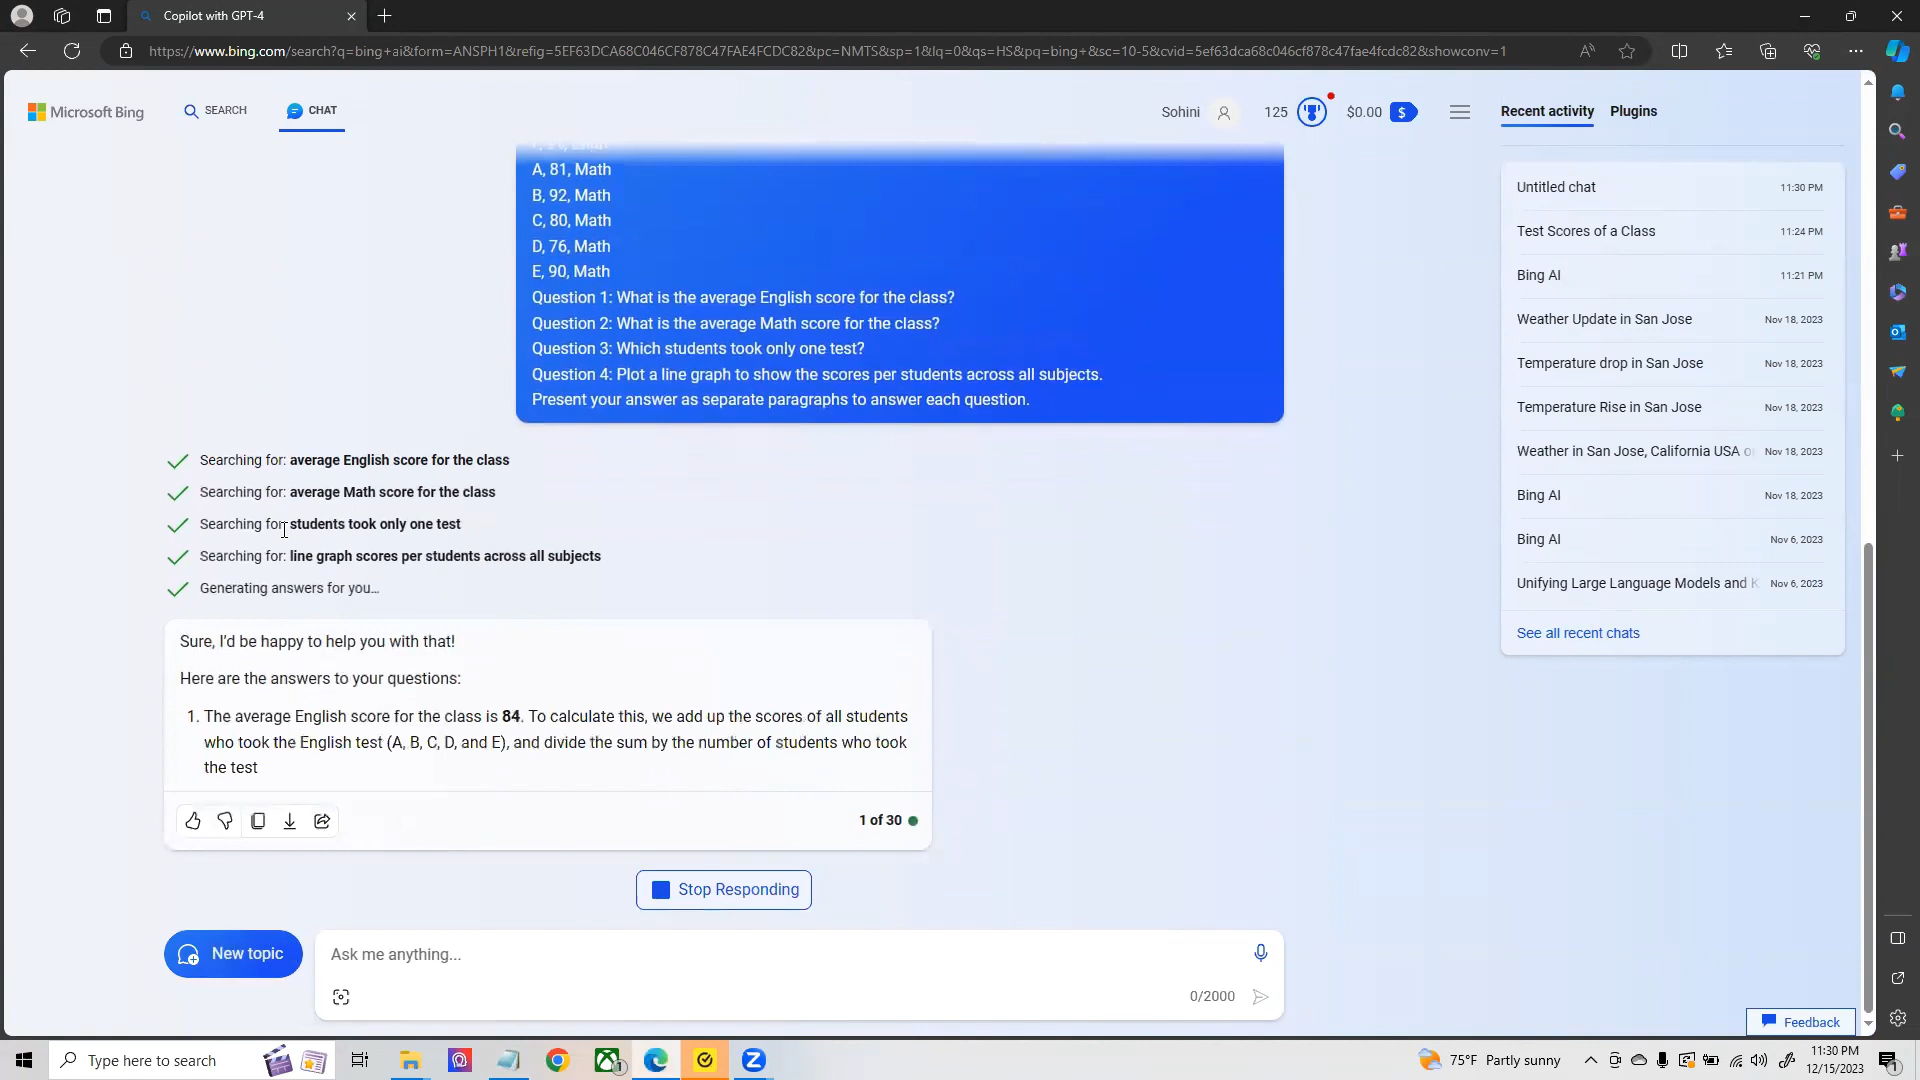 Copilot with GPT-4
https://www.bing.com/search?q=bing+ai&form=ANSPH1&refig=5EF63DCA68C046CF878C47FAE4FCDC82&pc=NMTS&sp=1&lq=0&qs=HS&pq=bing+&sc=10-5&cvid=5ef63dca68c046cf878c47fae4fcdc82&showconv=1
Microsoft Bing
SEARCH
CHAT
Sohini
125
$0.00
Recent activity
Plugins
A, 81, Math
B, 92, Math
C, 80, Math
D, 76, Math
E, 90, Math
Question 1: What is the average English score for the class?
Question 2: What is the average Math score for the class?
Question 3: Which students took only one test?
Question 4: Plot a line graph to show the scores per students across all subjects.
Present your answer as separate paragraphs to answer each question.
Searching for: average English score for the class
Searching for: average Math score for the class
Searching for: students took only one test
Searching for: line graph scores per students across all subjects
Generating answers for you...
Sure, I'd be happy to help you with that!
Here are the answers to your questions:
1. The average English score for the class is 84. To calculate this, we add up the scores of all students
who took the English test (A, B, C, D, and E), and divide the sum by the number of students who took
the test
1 of 30
Stop Responding
New topic
Ask me anything...
0/2000
Untitled chat 11:30 PM
Test Scores of a Class 11:24 PM
Bing AI 11:21 PM
Weather Update in San Jose Nov 18, 2023
Temperature drop in San Jose Nov 18, 2023
Temperature Rise in San Jose Nov 18, 2023
Weather in San Jose, California USA Nov 18, 2023
Bing AI Nov 18, 2023
Bing AI Nov 6, 2023
Unifying Large Language Models and Nov 6, 2023
See all recent chats
Feedback
Type here to search
75°F Partly sunny
11:30 PM
12/15/2023